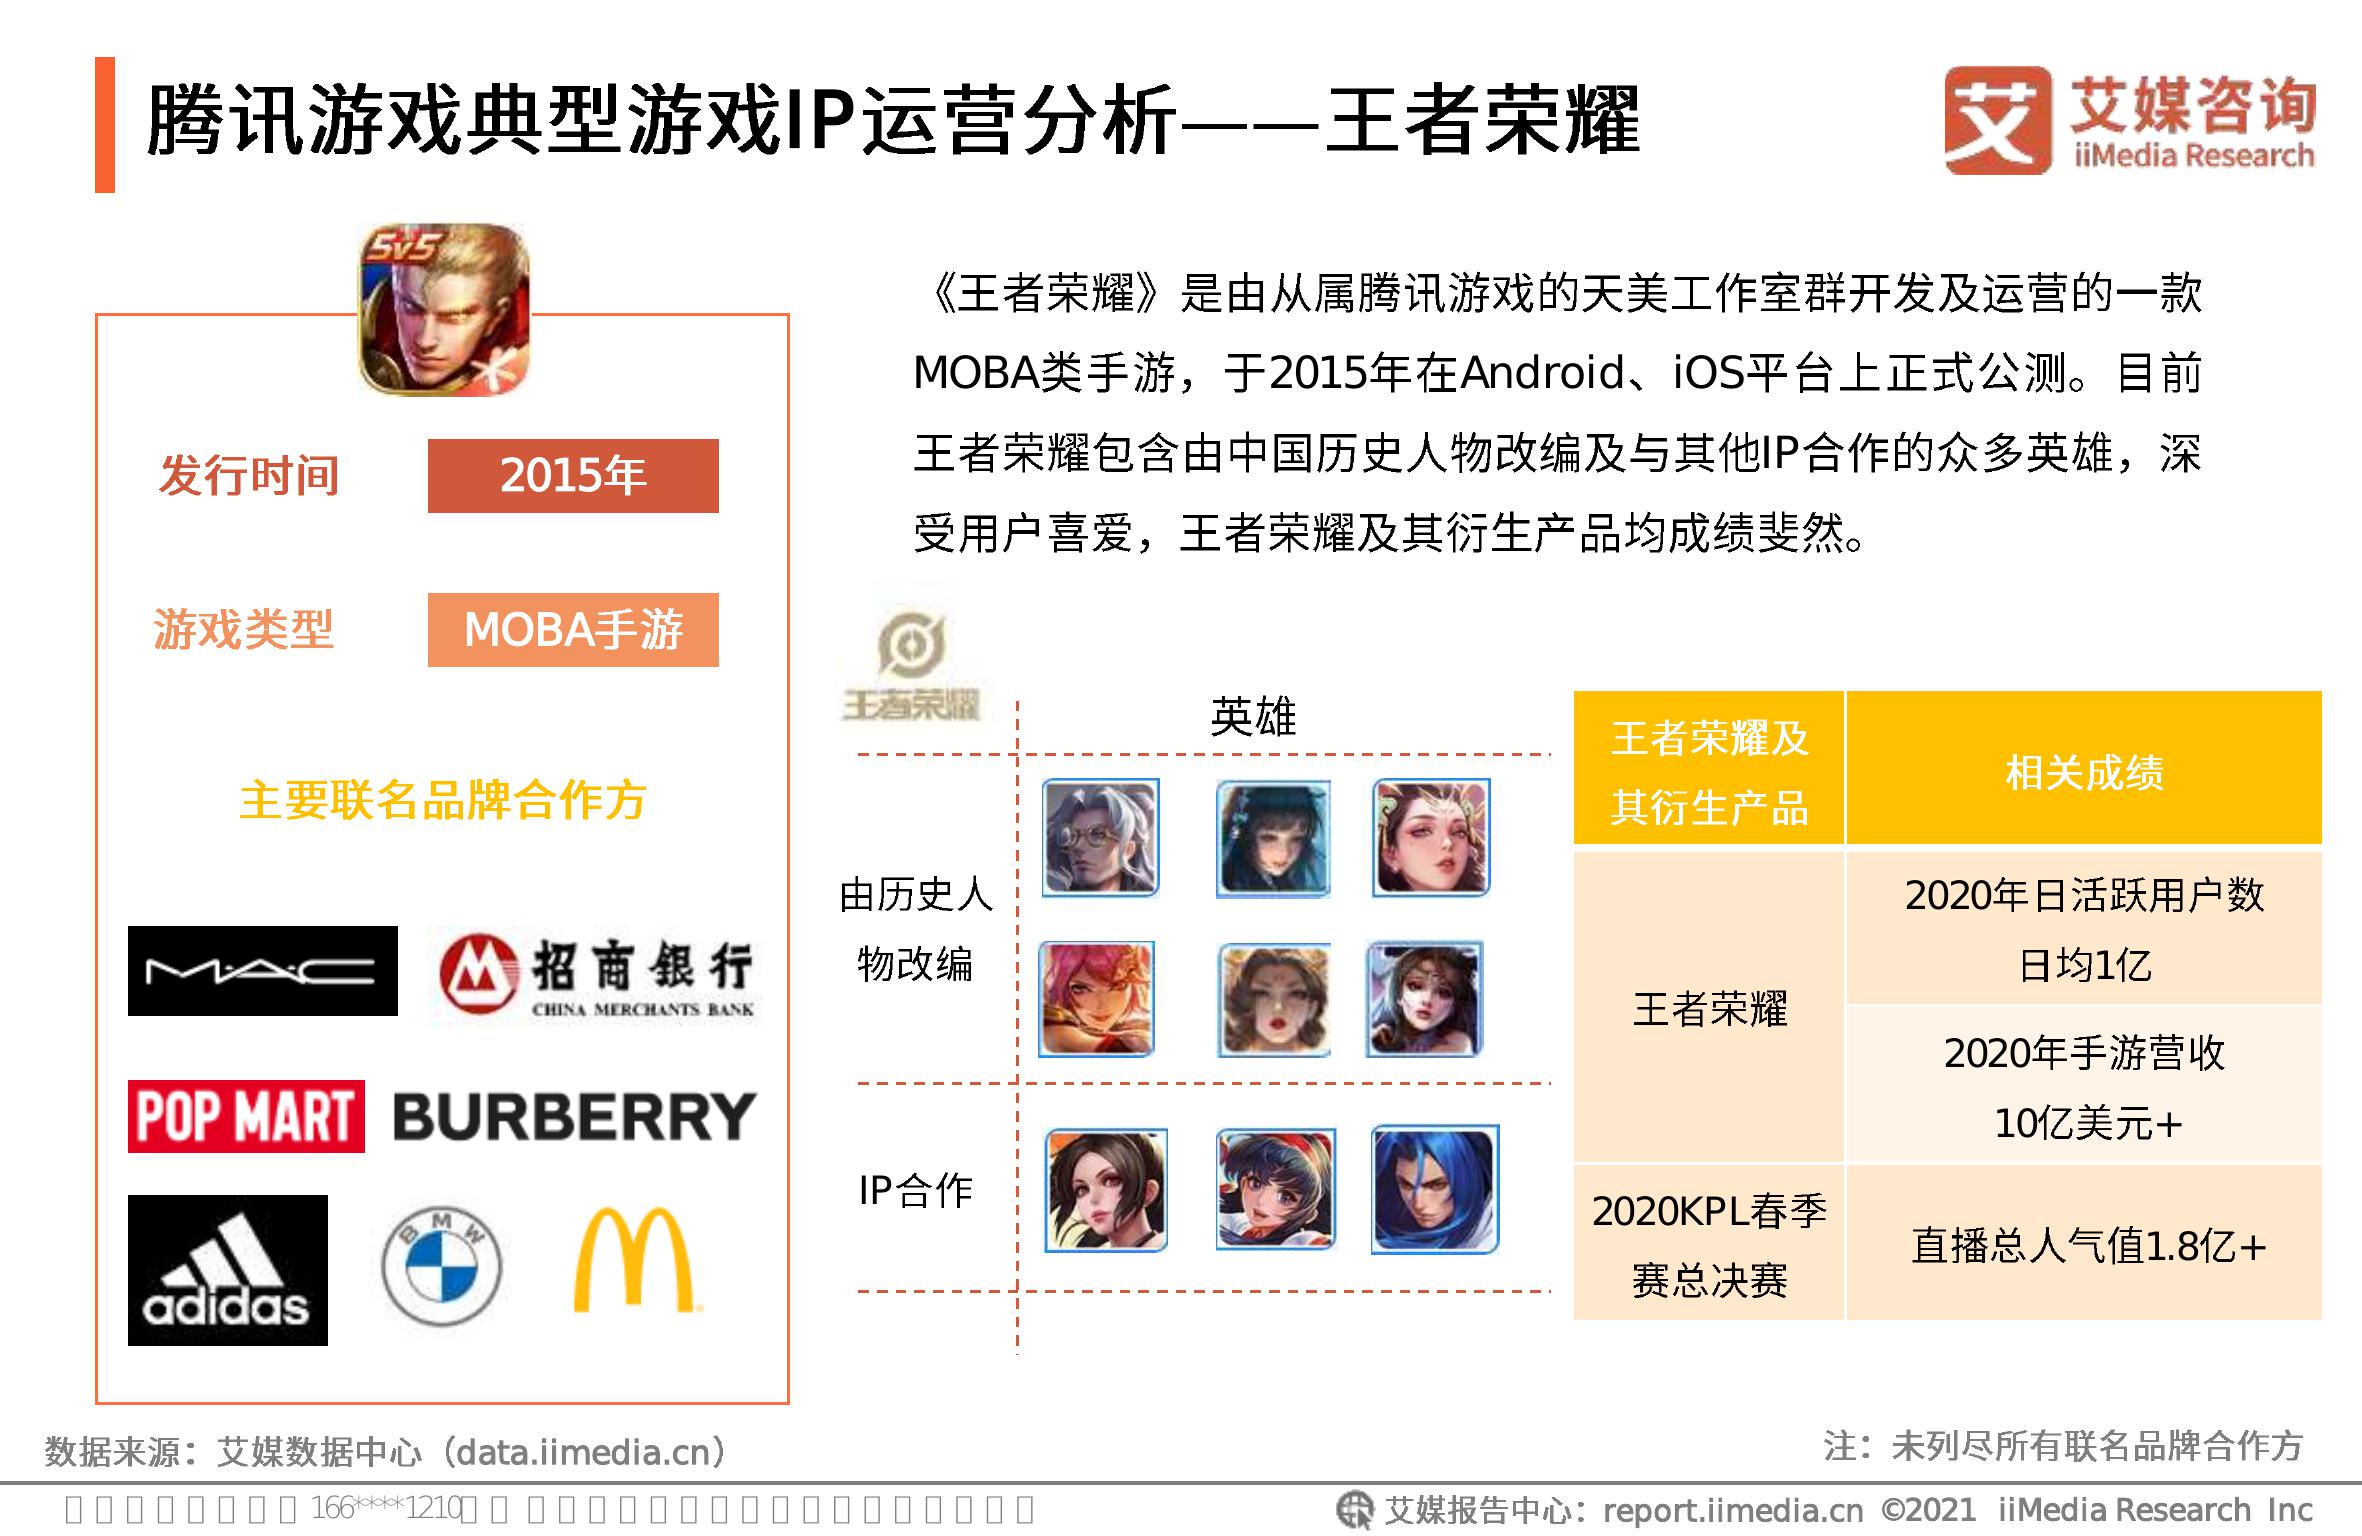 腾讯游戏典型游戏IP运营分析——王者荣耀
艾 艾媒咨询
iiMedia Research
5v5
发行时间 2015年
游戏类型 MOBA手游
主要联名品牌合作方
MAC
招商银行
CHINA MERCHANTS BANK
POP MART
BURBERRY
adidas
BMW
《王者荣耀》是由从属腾讯游戏的天美工作室群开发及运营的一款
MOBA类手游，于2015年在Android、iOS平台上正式公测。目前
王者荣耀包含由中国历史人物改编及与其他IP合作的众多英雄，深
受用户喜爱，王者荣耀及其衍生产品均成绩斐然。
王者荣耀
英雄
由历史人
物改编
IP合作
王者荣耀及
其衍生产品
相关成绩
王者荣耀
2020年日活跃用户数
日均1亿
2020年手游营收
10亿美元+
2020KPL春季
赛总决赛
直播总人气值1.8亿+
数据来源：艾媒数据中心（data.iimedia.cn）
注：未列尽所有联名品牌合作方
166****1210
艾媒报告中心：report.iimedia.cn ©2021 iiMedia Research Inc